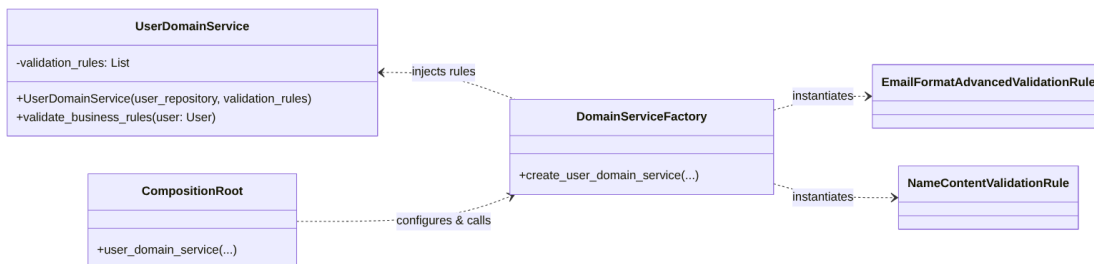 UserDomainService
-validation_rules: List
+UserDomainService(user_repository, validation_rules)
+validate_business_rules(user: User)
injects rules
EmailFormatAdvancedValidationRule
instantiates
DomainServiceFactory
+create_user_domain_service(...)
NameContentValidationRule
instantiates
CompositionRoot
configures & calls
+user_domain_service(...)